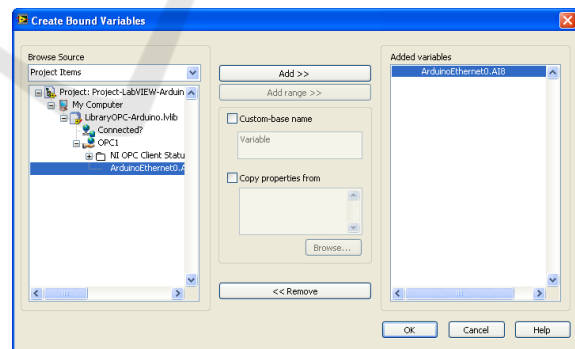 Create Bound Variables
Browse Source
Project Items
Project: Project-LabVIEW-Arduin
My Computer
LibraryOPC-Arduino.lvlib
Connected?
OPC1
NI OPC Client Statu
ArduinoEthernet0.A
Add >>
Add range >>
Custom-base name
Variable
Copy properties from
Browse...
<< Remove
Added variables
ArduinoEthernet0.AI8
OK
Cancel
Help